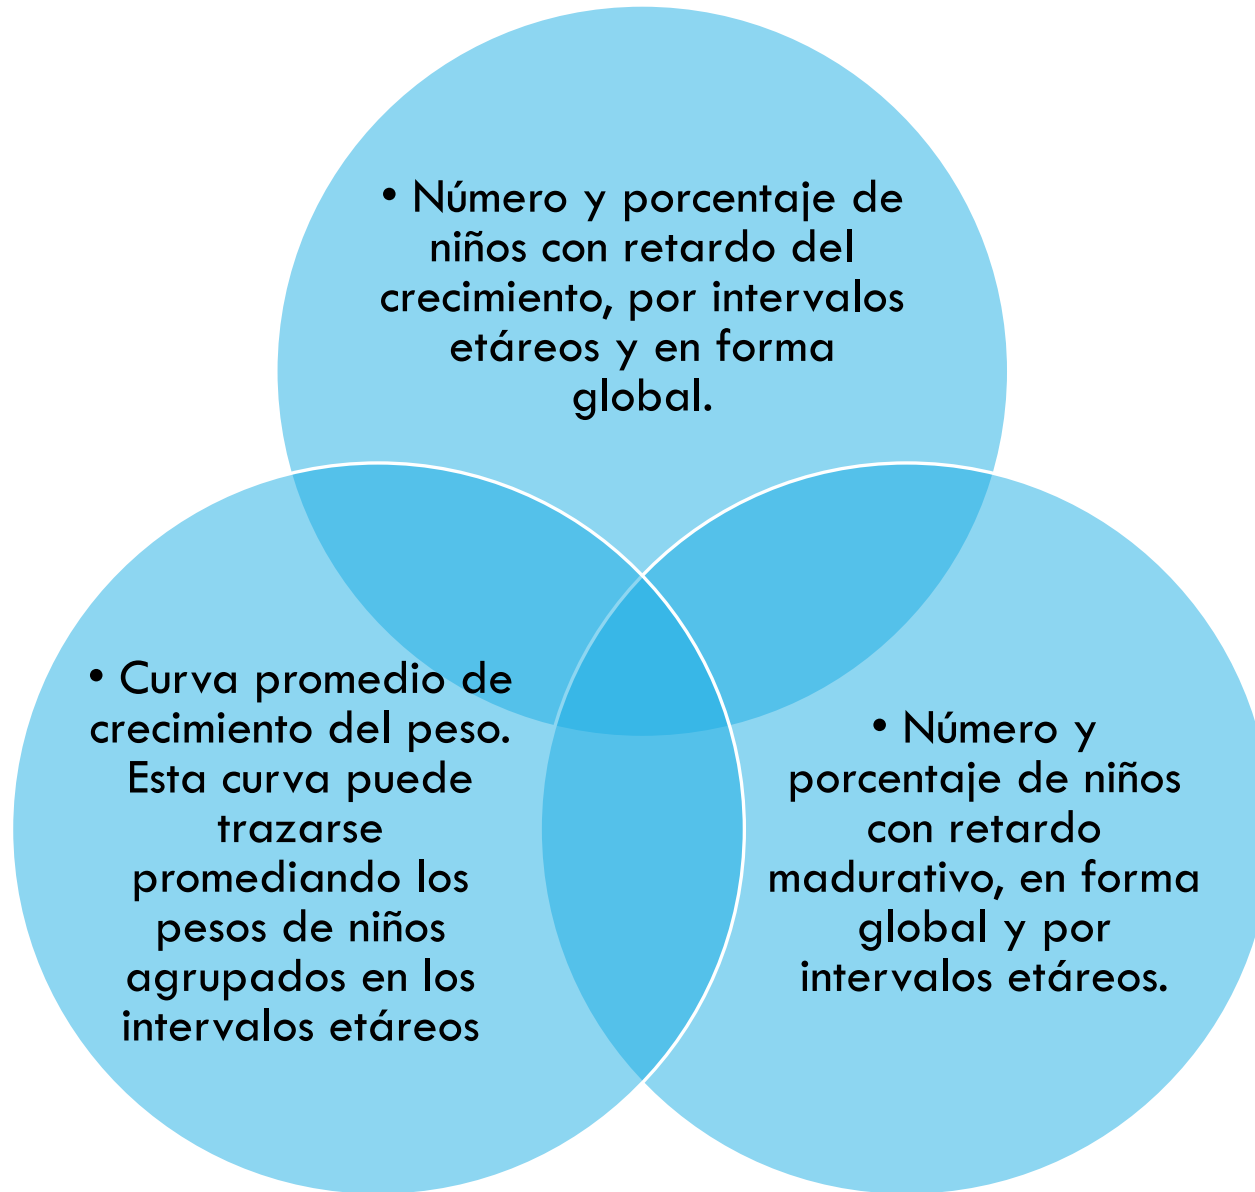 • Número y porcentaje de
niños con retardo del
crecimiento, por intervalos
etáreos y en forma
global.
• Curva promedio de
crecimiento del peso.
Esta curva puede
trazarse
promediando los
pesos de niños
agrupados en los
intervalos etáreos
• Número y
porcentaje de niños
con retardo
madurativo, en forma
global y por
intervalos etáreos.